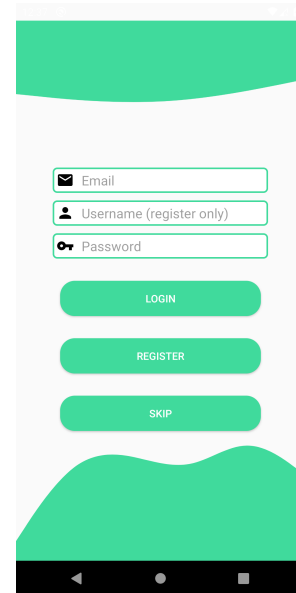 Email
Username (register only)
Password
LOGIN
REGISTER
SKIP